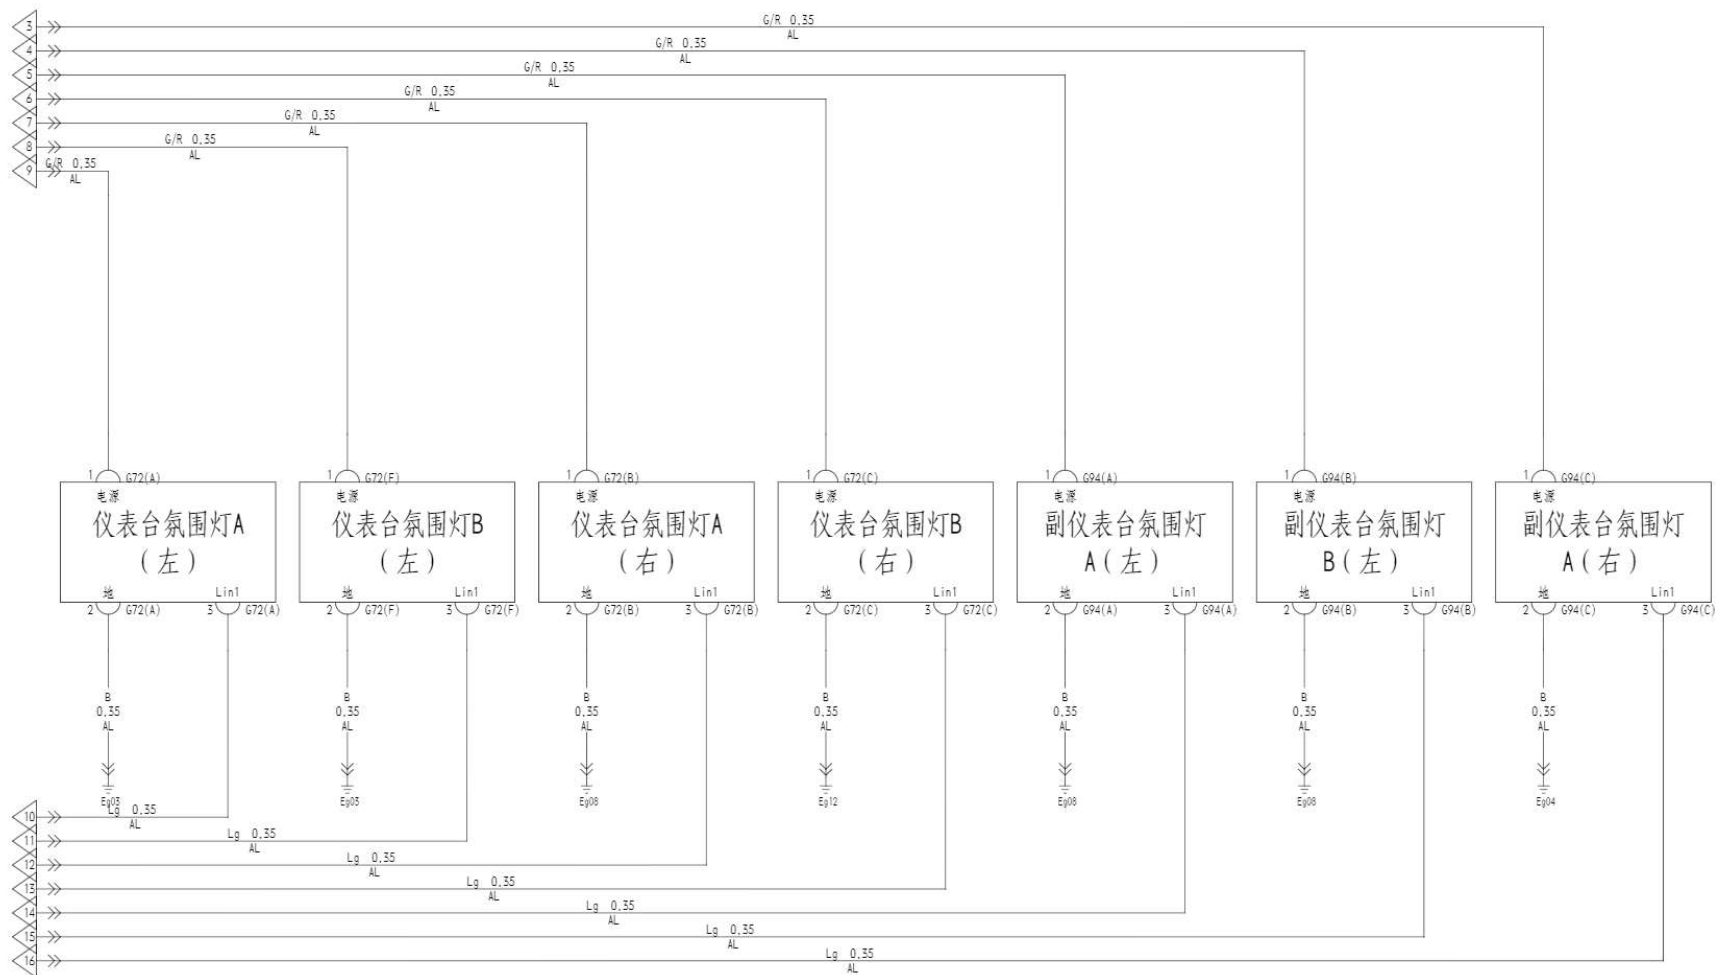 3
G/R 0.35
AL
4
G/R 0.35
AL
5
G/R 0.35
AL
6
G/R 0.35
AL
7
G/R 0.35
AL
8
G/R 0.35
AL
9
G/R 0.35
AL
1 G72(A)
1 G72(F)
1 G72(B)
1 G72(C)
1 G94(A)
1 G94(B)
1 G94(C)
电源
仪表台氛围灯A
(左)
地 Lin1
电源
仪表台氛围灯B
(左)
地 Lin1
电源
仪表台氛围灯A
(右)
地 Lin1
电源
仪表台氛围灯B
(右)
地 Lin1
电源
副仪表台氛围灯
A(左)
地 Lin1
电源
副仪表台氛围灯
B(左)
地 Lin1
电源
副仪表台氛围灯
A(右)
地 Lin1
2 G72(A) 3 G72(A)
2 G72(F) 3 G72(F)
2 G72(B) 3 G72(B)
2 G72(C) 3 G72(C)
2 G94(A) 3 G94(A)
2 G94(B) 3 G94(B)
2 G94(C) 3 G94(C)
B
0.35
AL
Eg03
B
0.35
AL
Eg03
B
0.35
AL
Eg08
B
0.35
AL
Eg12
B
0.35
AL
Eg08
B
0.35
AL
Eg08
B
0.35
AL
Eg04
10
Lg 0.35
AL
11
Lg 0.35
AL
12
Lg 0.35
AL
13
Lg 0.35
AL
14
Lg 0.35
AL
15
Lg 0.35
AL
16
Lg 0.35
AL